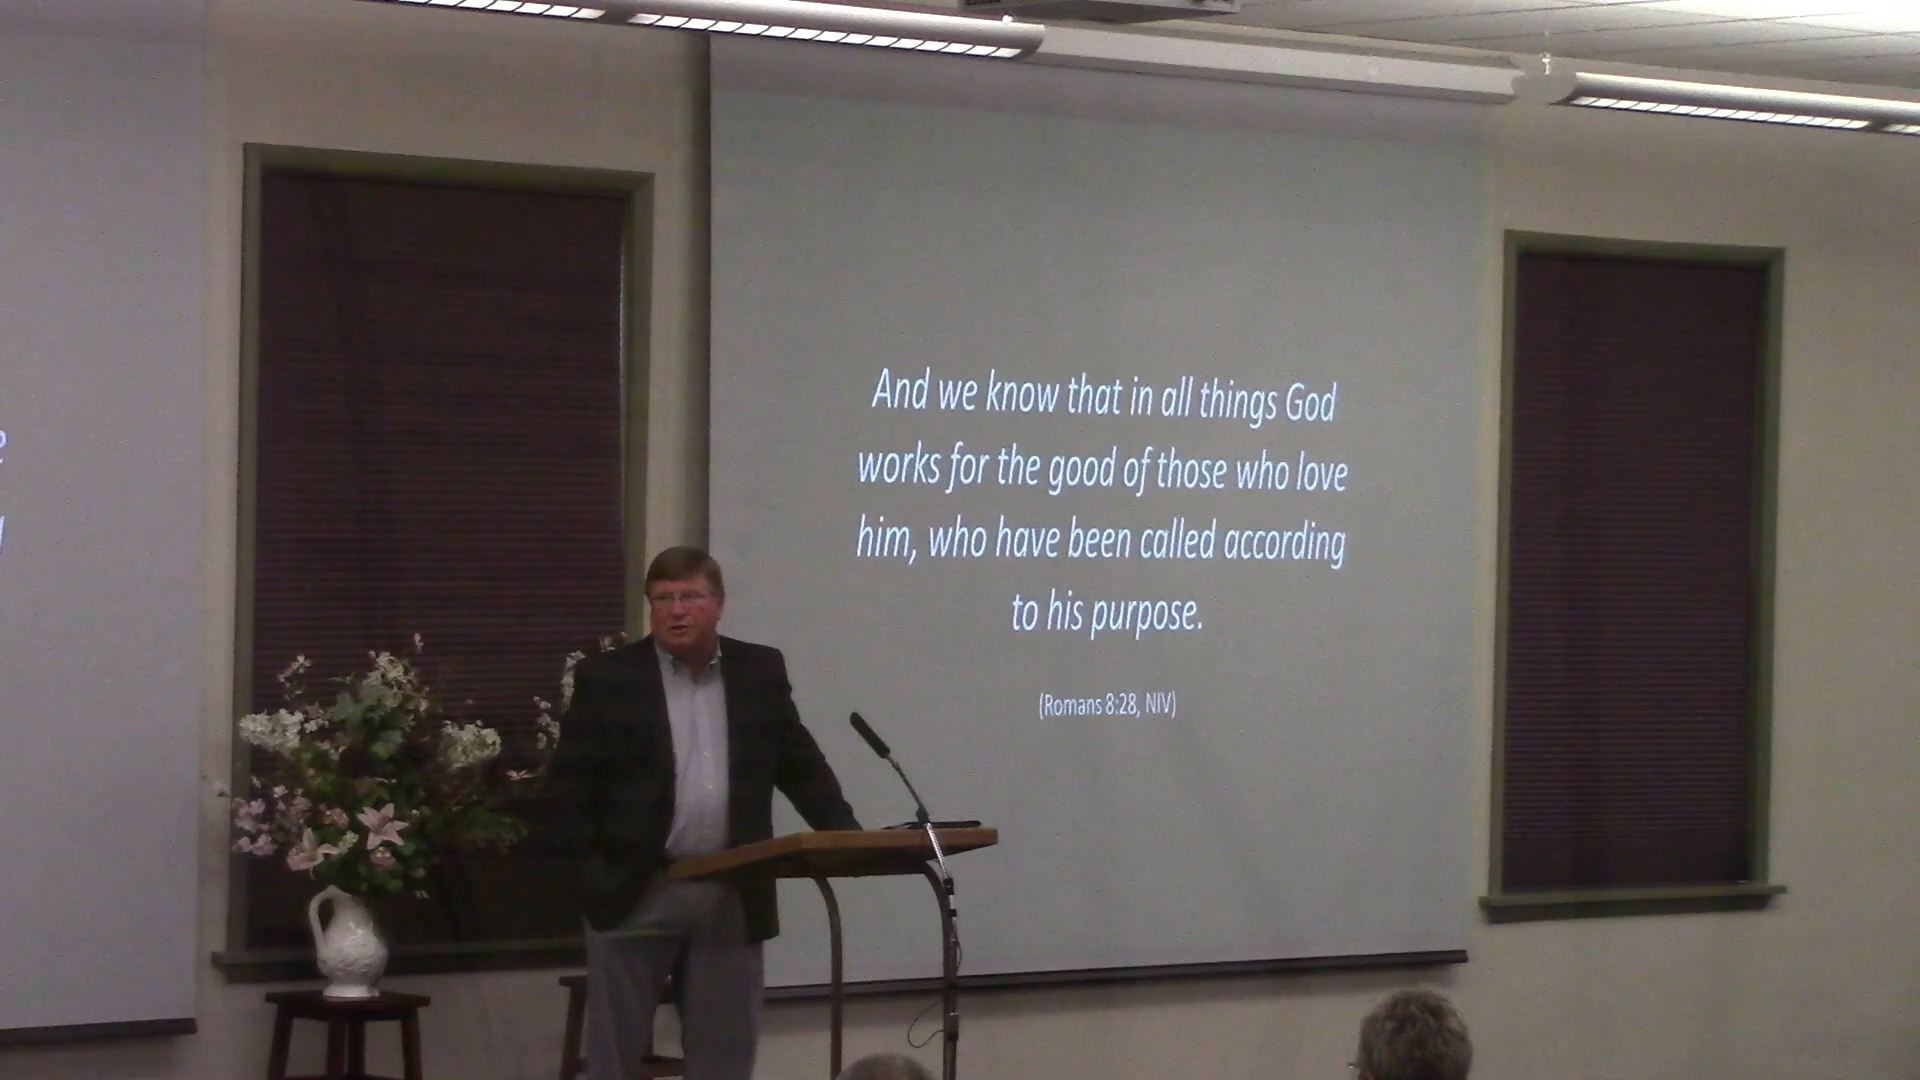 And we know that in all things God
works for the good of those who love
him, who have been called according
to his purpose.
(Romans 8:28, NIV)